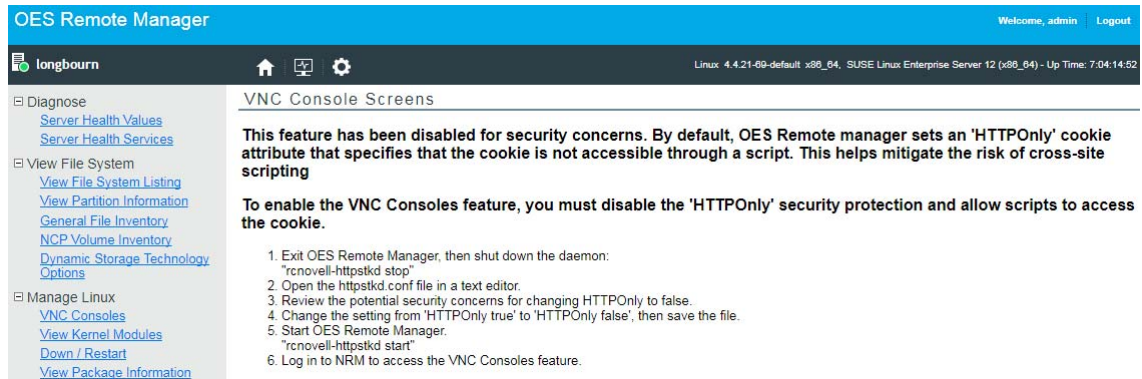 OES Remote Manager
Welcome, admin Logout
longbourn
Linux 4.4.21-69-default x86_64, SUSE Linux Enterprise Server 12 (x86_64) - Up Time: 7:04:14:52
Diagnose
Server Health Values
Server Health Services
View File System
View File System Listing
View Partition Information
General File Inventory
NCP Volume Inventory
Dynamic Storage Technology
Options
Manage Linux
VNC Consoles
View Kernel Modules
Down / Restart
View Package Information
VNC Console Screens
This feature has been disabled for security concerns. By default, OES Remote manager sets an 'HTTPOnly' cookie
attribute that specifies that the cookie is not accessible through a script. This helps mitigate the risk of cross-site
scripting
To enable the VNC Consoles feature, you must disable the 'HTTPOnly' security protection and allow scripts to access
the cookie.
1. Exit OES Remote Manager, then shut down the daemon:
"rcnovell-httpstkd stop"
2. Open the httpstkd.conf file in a text editor.
3. Review the potential security concerns for changing HTTPOnly to false.
4. Change the setting from 'HTTPOnly true' to 'HTTPOnly false', then save the file.
5. Start OES Remote Manager.
"rcnovell-httpstkd start"
6. Log in to NRM to access the VNC Consoles feature.